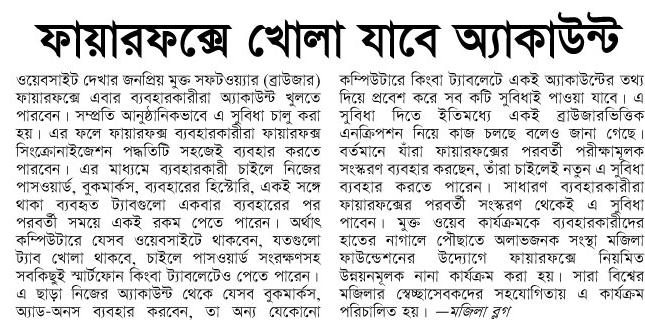 ফায়ারফক্সে খোলা যাবে অ্যাকাউন্ট
ওয়েবসাইট দেখার জনপ্রিয় মুক্ত সফটওয়্যার (ব্রাউজার)
ফায়ারফক্সে এবার ব্যবহারকারীরা অ্যাকাউন্ট খুলতে
পারবেন। সম্প্রতি আনুষ্ঠানিকভাবে এ সুবিধা চালু করা
হয়। এর ফলে ফায়ারফক্স ব্যবহারকারীরা ফায়ারফক্স
সিংক্রোনাইজেশন পদ্ধতিটি সহজেই ব্যবহার করতে
পারবেন। এর মাধ্যমে ব্যবহারকারী চাইলে নিজের
পাসওয়ার্ড, বুকমার্কস, ব্যবহারের হিস্টোরি, একই সঙ্গে
থাকা ব্যবহৃত ট্যাবগুলো একবার ব্যবহারের পর
পরবর্তী সময়ে একই রকম পেতে পারেন। অর্থাৎ
কম্পিউটারে যেসব ওয়েবসাইটে থাকবেন, যতগুলো
ট্যাব খোলা থাকবে, চাইলে পাসওয়ার্ড সংরক্ষণসহ
সবকিছুই স্মার্টফোন কিংবা ট্যাবলেটেও পেতে পারেন।
এ ছাড়া নিজের অ্যাকাউন্ট থেকে যেসব বুকমার্কস,
অ্যাড-অনস ব্যবহার করবেন, তা অন্য যেকোনো
কম্পিউটারে কিংবা ট্যাবলেটে একই অ্যাকাউন্টের তথ্য
দিয়ে প্রবেশ করে সব কটি সুবিধাই পাওয়া যাবে। এ
সুবিধা দিতে ইতিমধ্যে একই ব্রাউজারভিত্তিক
এনক্রিপশন নিয়ে কাজ চলছে বলেও জানা গেছে।
বর্তমানে যাঁরা ফায়ারফক্সের পরবর্তী পরীক্ষামূলক
সংস্করণ ব্যবহার করছেন, তাঁরা চাইলেই নতুন এ সুবিধা
ব্যবহার করতে পারেন। সাধারণ ব্যবহারকারীরা
ফায়ারফক্সের পরবর্তী সংস্করণ থেকেই এ সুবিধা
পাবেন। মুক্ত ওয়েব কার্যক্রমকে ব্যবহারকারীদের
হাতের নাগালে পৌঁছাতে অলাভজনক সংস্থা মজিলা
ফাউন্ডেশনের উদ্যোগে ফায়ারফক্সে নিয়মিত
উন্নয়নমূলক নানা কার্যক্রম করা হয়। সারা বিশ্বের
মজিলার স্বেচ্ছাসেবকদের সহযোগিতায় এ কার্যক্রম
পরিচালিত হয়। —মজিলা ব্লগ